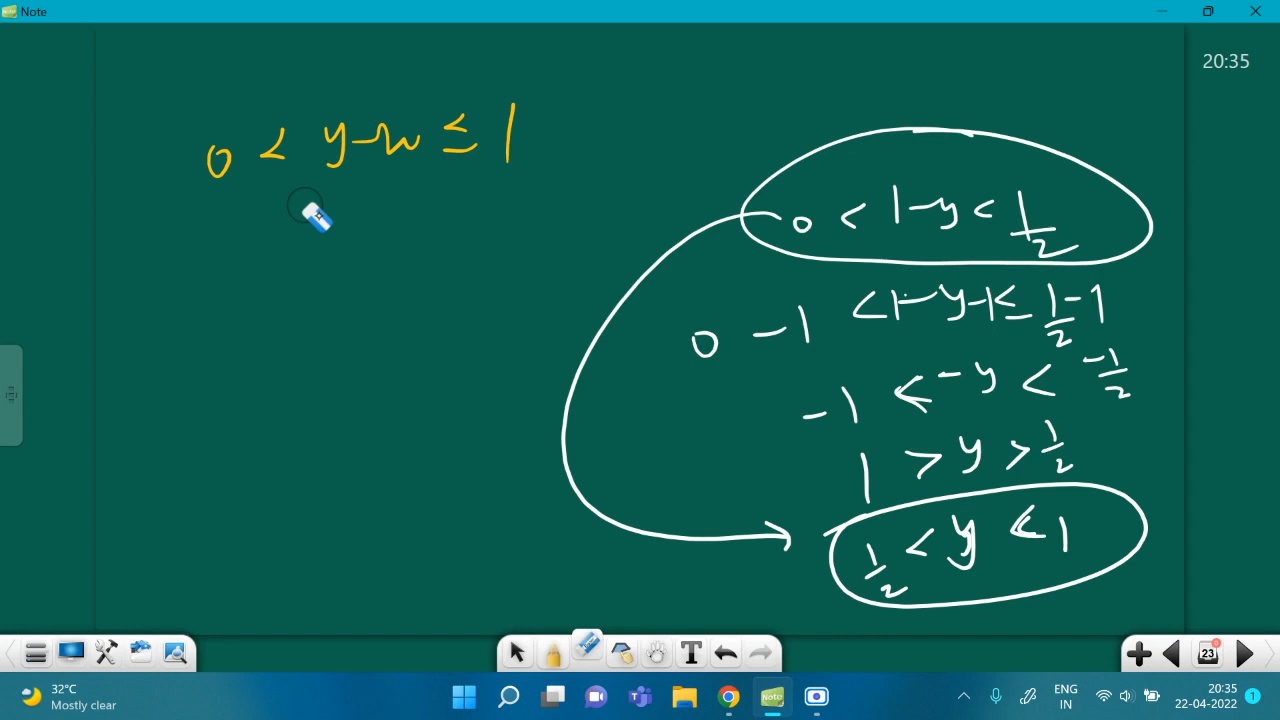 Note
20:35
0 < y-x ≤ 1
0 < 1-y < 1/2
0 - 1 < 1-y-1 ≤ 1/2 - 1
-1 < -y < -1/2
1 > y > 1/2
1/2 < y < 1
T
23
32°C
Mostly clear
Note
ENG
IN
20:35
22-04-2022
1